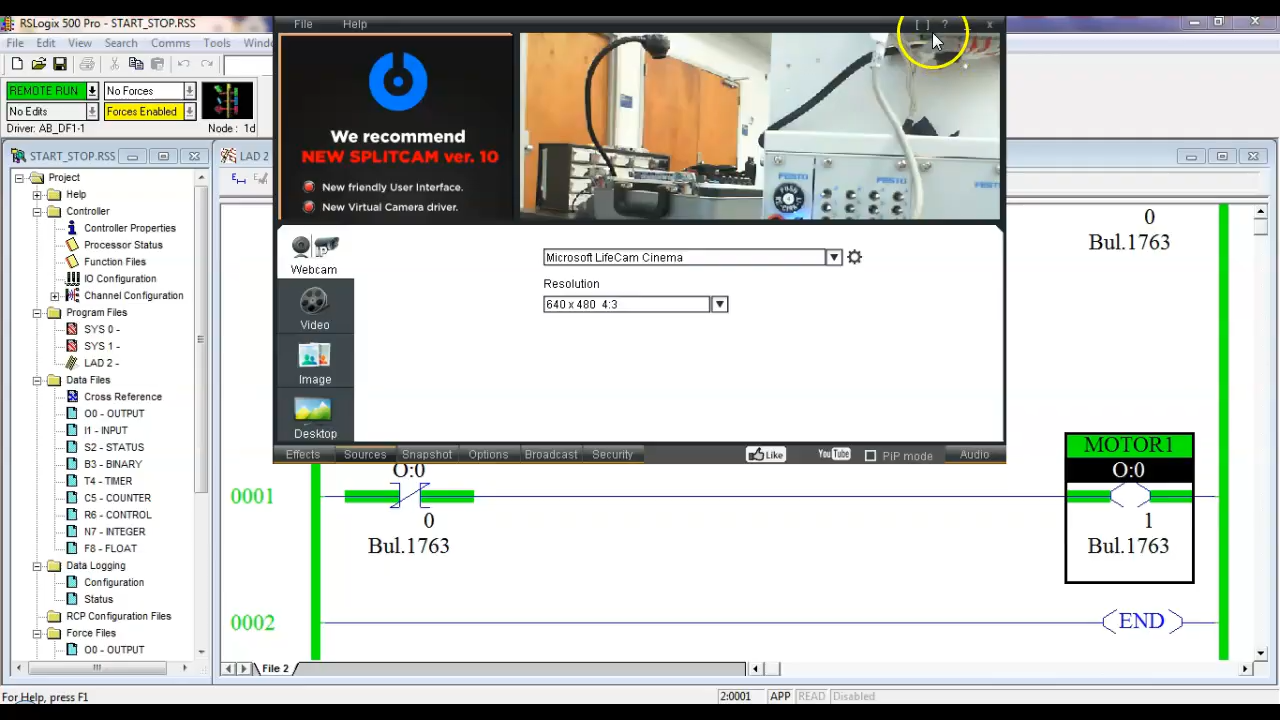 RSLogix 500 Pro - START_STOP.RSS
File Edit View Search Comms Tools Windo
REMOTE RUN No Forces
No Edits Forces Enabled
Driver: AB_DF1-1 Node : 1d
START_STOP.RSS
Project
Help
Controller
Controller Properties
Processor Status
Function Files
IO Configuration
Channel Configuration
Program Files
SYS 0 -
SYS 1 -
LAD 2 -
Data Files
Cross Reference
O0 - OUTPUT
I1 - INPUT
S2 - STATUS
B3 - BINARY
T4 - TIMER
C5 - COUNTER
R6 - CONTROL
N7 - INTEGER
F8 - FLOAT
Data Logging
Configuration
Status
RCP Configuration Files
Force Files
O0 - OUTPUT
LAD 2
File Help
[ ] ? x
We recommend
NEW SPLITCAM ver. 10
New friendly User Interface.
New Virtual Camera driver.
FESTO FESTO FESTO
IP
Webcam
Video
Image
Desktop
Microsoft LifeCam Cinema
Resolution
640 x 480 4:3
Effects Sources Snapshot Options Broadcast Security Like YouTube PiP mode Audio
0
Bul.1763
0001
O:0
0
Bul.1763
MOTOR1
O:0
1
Bul.1763
0002
END
File 2
For Help, press F1
2:0001 APP READ Disabled